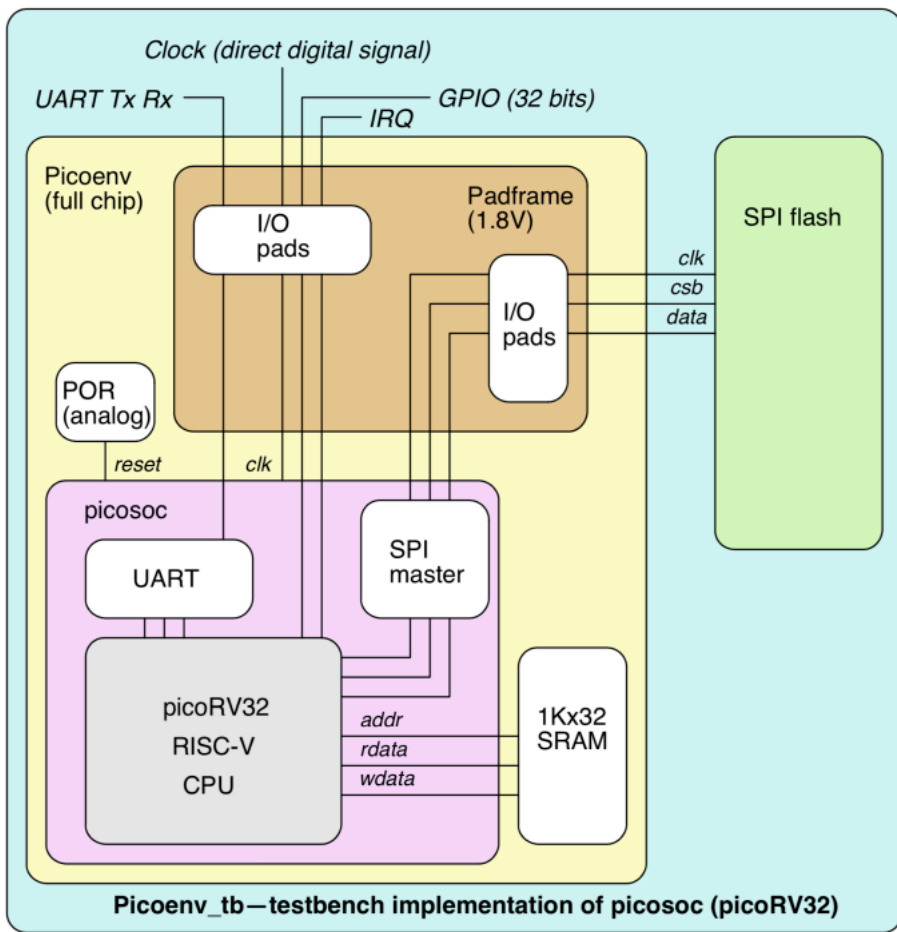 Clock (direct digital signal)
UART Tx Rx
GPIO (32 bits)
IRQ
Picoenv
(full chip)
Padframe
(1.8V)
I/O
pads
SPI flash
clk
csb
data
I/O
pads
POR
(analog)
reset
clk
picosoc
SPI
master
UART
picoRV32
RISC-V
CPU
addr
rdata
wdata
1Kx32
SRAM
Picoenv_tb—testbench implementation of picosoc (picoRV32)